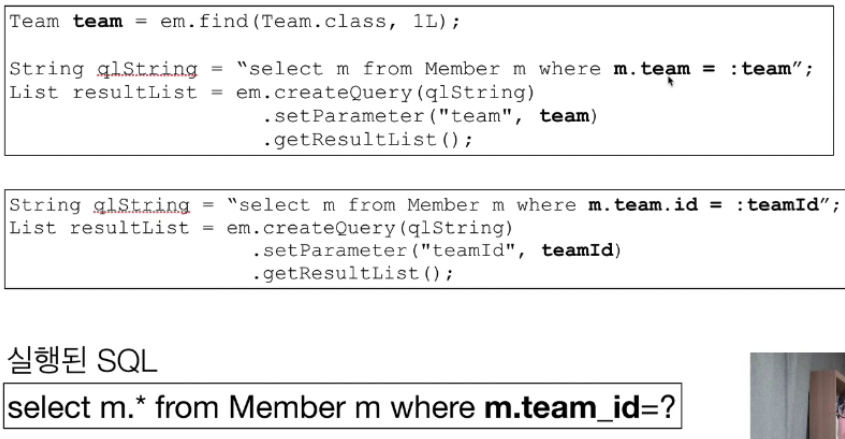 Team team = em.find(Team.class, 1L);
String qlString = “select m from Member m where m.team = :team”;
List resultList = em.createQuery(qlString)
.setParameter("team", team)
.getResultList();
String qlString = “select m from Member m where m.team.id = :teamId”;
List resultList = em.createQuery(qlString)
.setParameter("teamId", teamId)
.getResultList();
실행된 SQL
select m.* from Member m where m.team_id=?